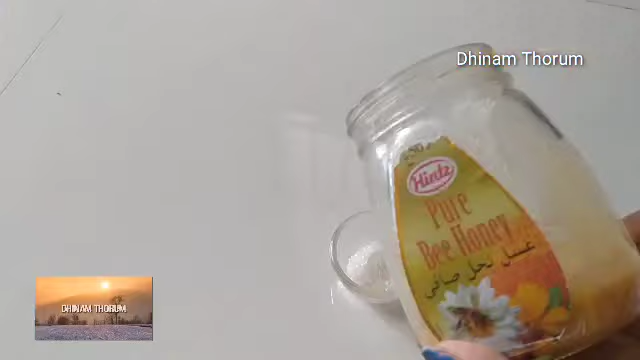 Dhinam Thorum
Hintz
Pure
Bee Honey
عسل نحل صافي
DHINAM THORUM